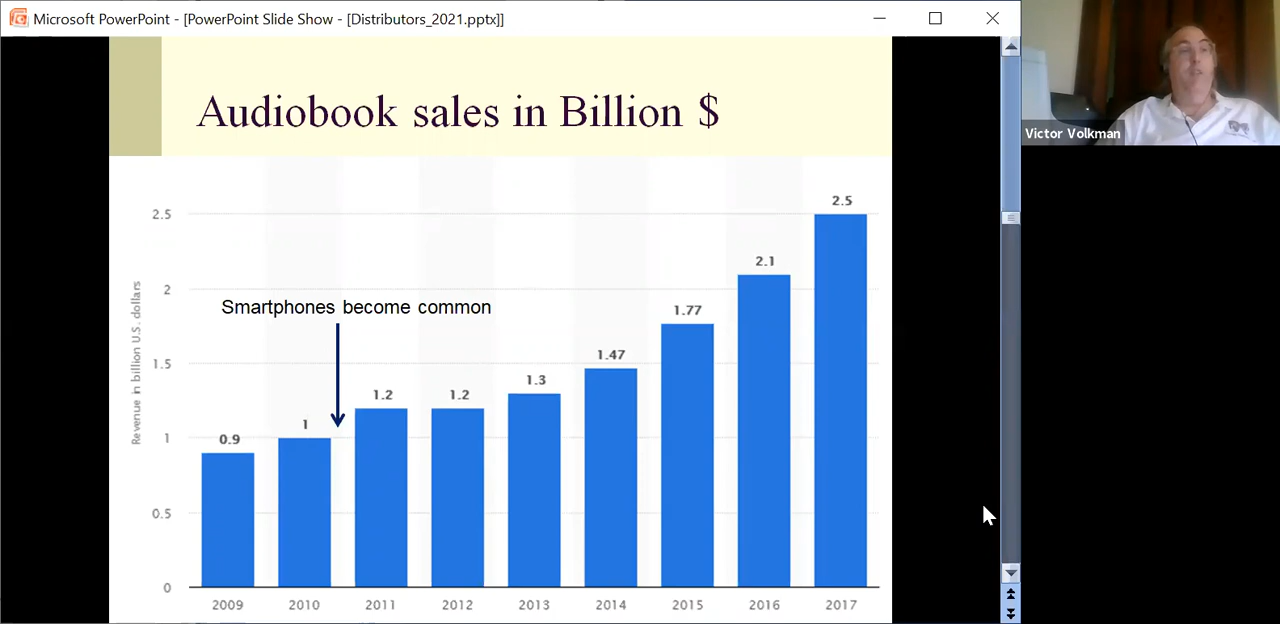 Microsoft PowerPoint - [PowerPoint Slide Show - [Distributors_2021.pptx]]
Victor Volkman
Audiobook sales in Billion $
Revenue in billion U.S. dollars
2.5
2
1.5
1
0.5
0
Smartphones become common
0.9
1
1.2
1.2
1.3
1.47
1.77
2.1
2.5
2009 2010 2011 2012 2013 2014 2015 2016 2017